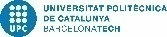 UNIVERSITAT POLITÈCNICA
DE CATALUNYA
BARCELONATECH
UPC